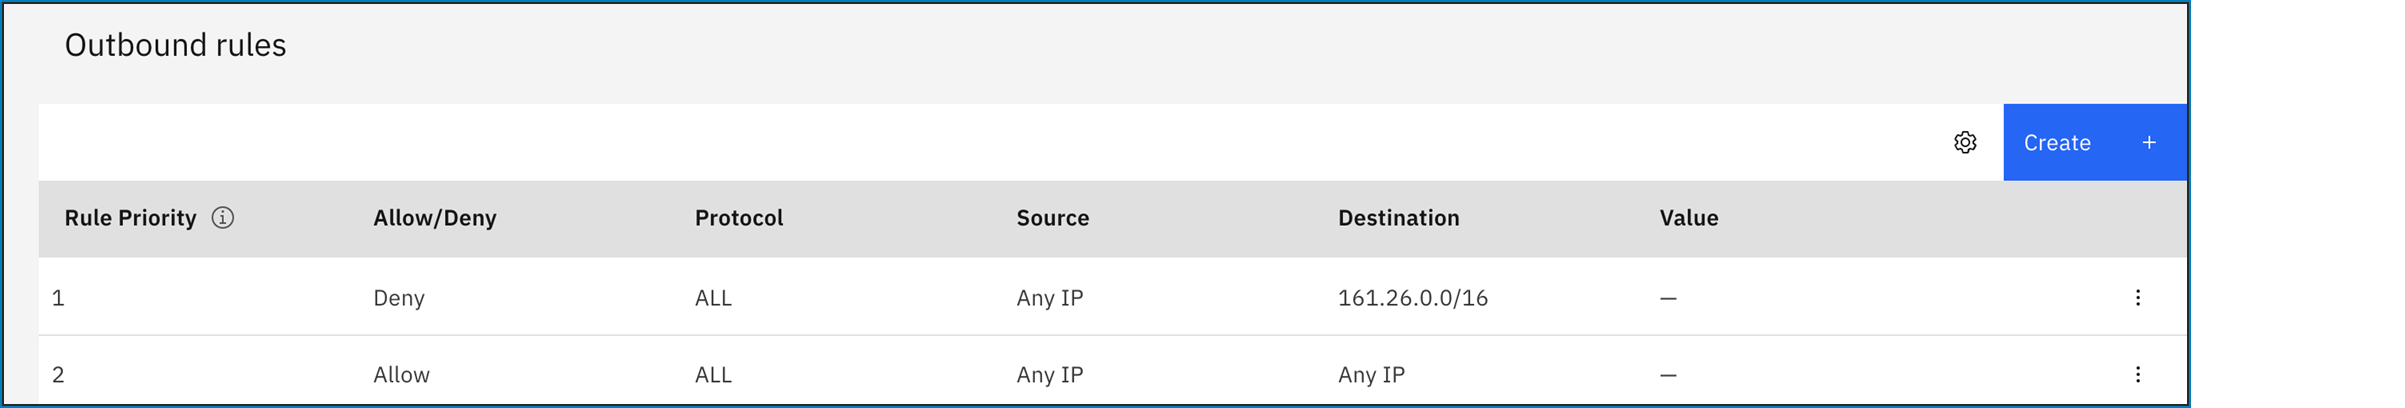 Outbound rules
Create +
Rule Priority Allow/Deny Protocol Source Destination Value
1 Deny ALL Any IP 161.26.0.0/16 —
2 Allow ALL Any IP Any IP —